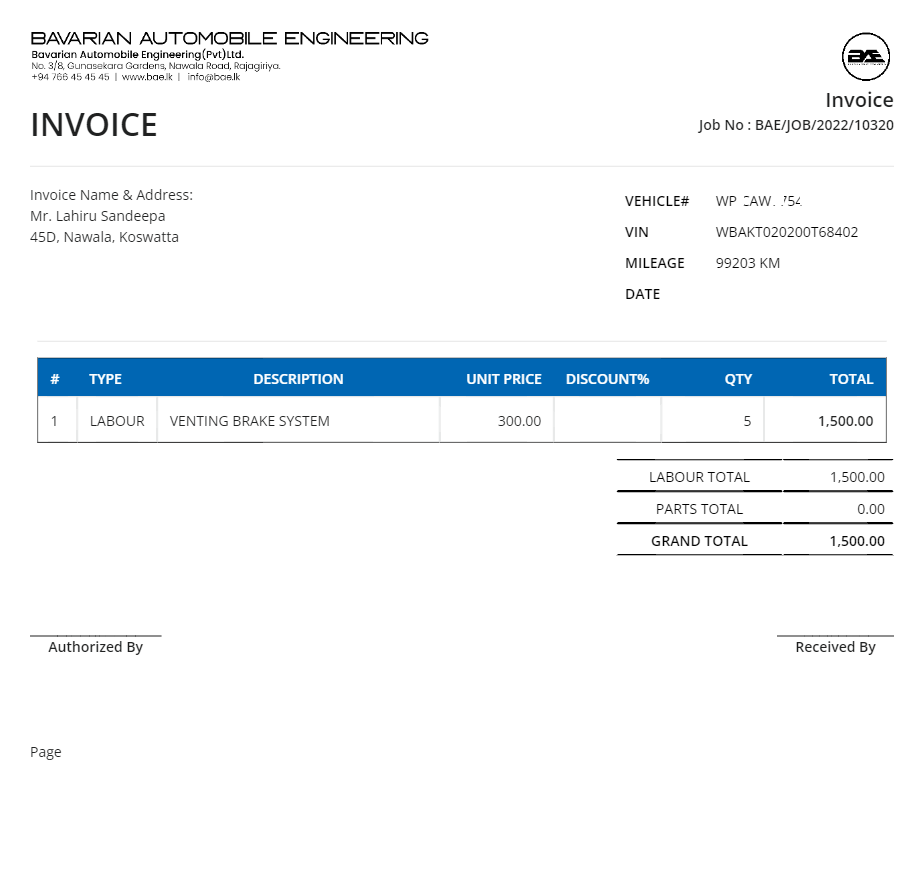 BAVARIAN AUTOMOBILE ENGINEERING
Bavarian Automobile Engineering(Pvt)Ltd.
No. 3/8, Gunasekara Gardens, Nawala Road, Rajagiriya.
+94 766 45 45 45 | www.bae.lk | info@bae.lk
BAE
Invoice
INVOICE
Job No : BAE/JOB/2022/10320
Invoice Name & Address:
Mr. Lahiru Sandeepa
45D, Nawala, Koswatta
VEHICLE# WP
VIN WBAKT020200T68402
MILEAGE 99203 KM
DATE
# TYPE DESCRIPTION UNIT PRICE DISCOUNT% QTY TOTAL
1 LABOUR VENTING BRAKE SYSTEM 300.00 5 1,500.00
LABOUR TOTAL 1,500.00
PARTS TOTAL 0.00
GRAND TOTAL 1,500.00
Authorized By Received By
Page